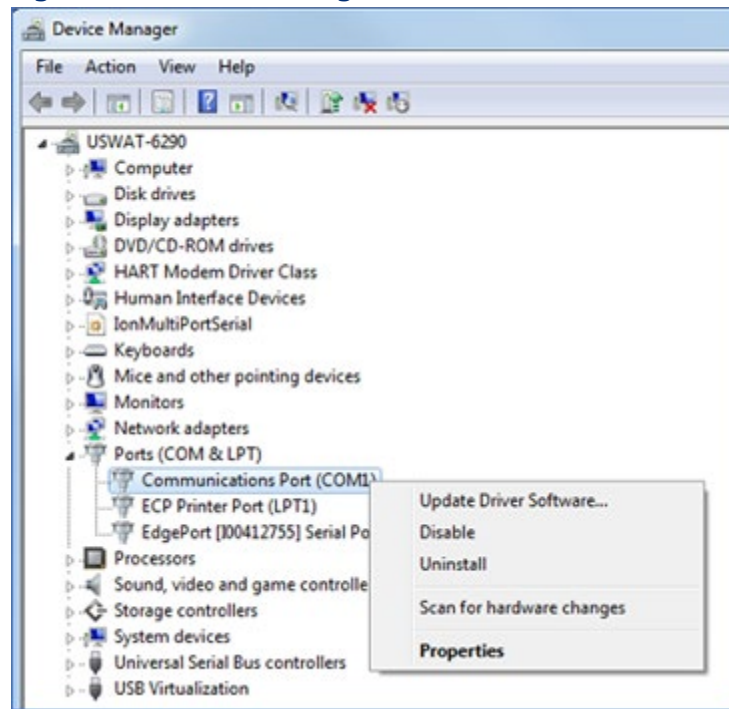 Device Manager
File Action View Help
USWAT-6290
Computer
Disk drives
Display adapters
DVD/CD-ROM drives
HART Modem Driver Class
Human Interface Devices
IonMultiPortSerial
Keyboards
Mice and other pointing devices
Monitors
Network adapters
Ports (COM & LPT)
Communications Port (COM1)
ECP Printer Port (LPT1)
EdgePort [I00412755] Serial Po
Processors
Sound, video and game controlle
Storage controllers
System devices
Universal Serial Bus controllers
USB Virtualization
Update Driver Software...
Disable
Uninstall
Scan for hardware changes
Properties